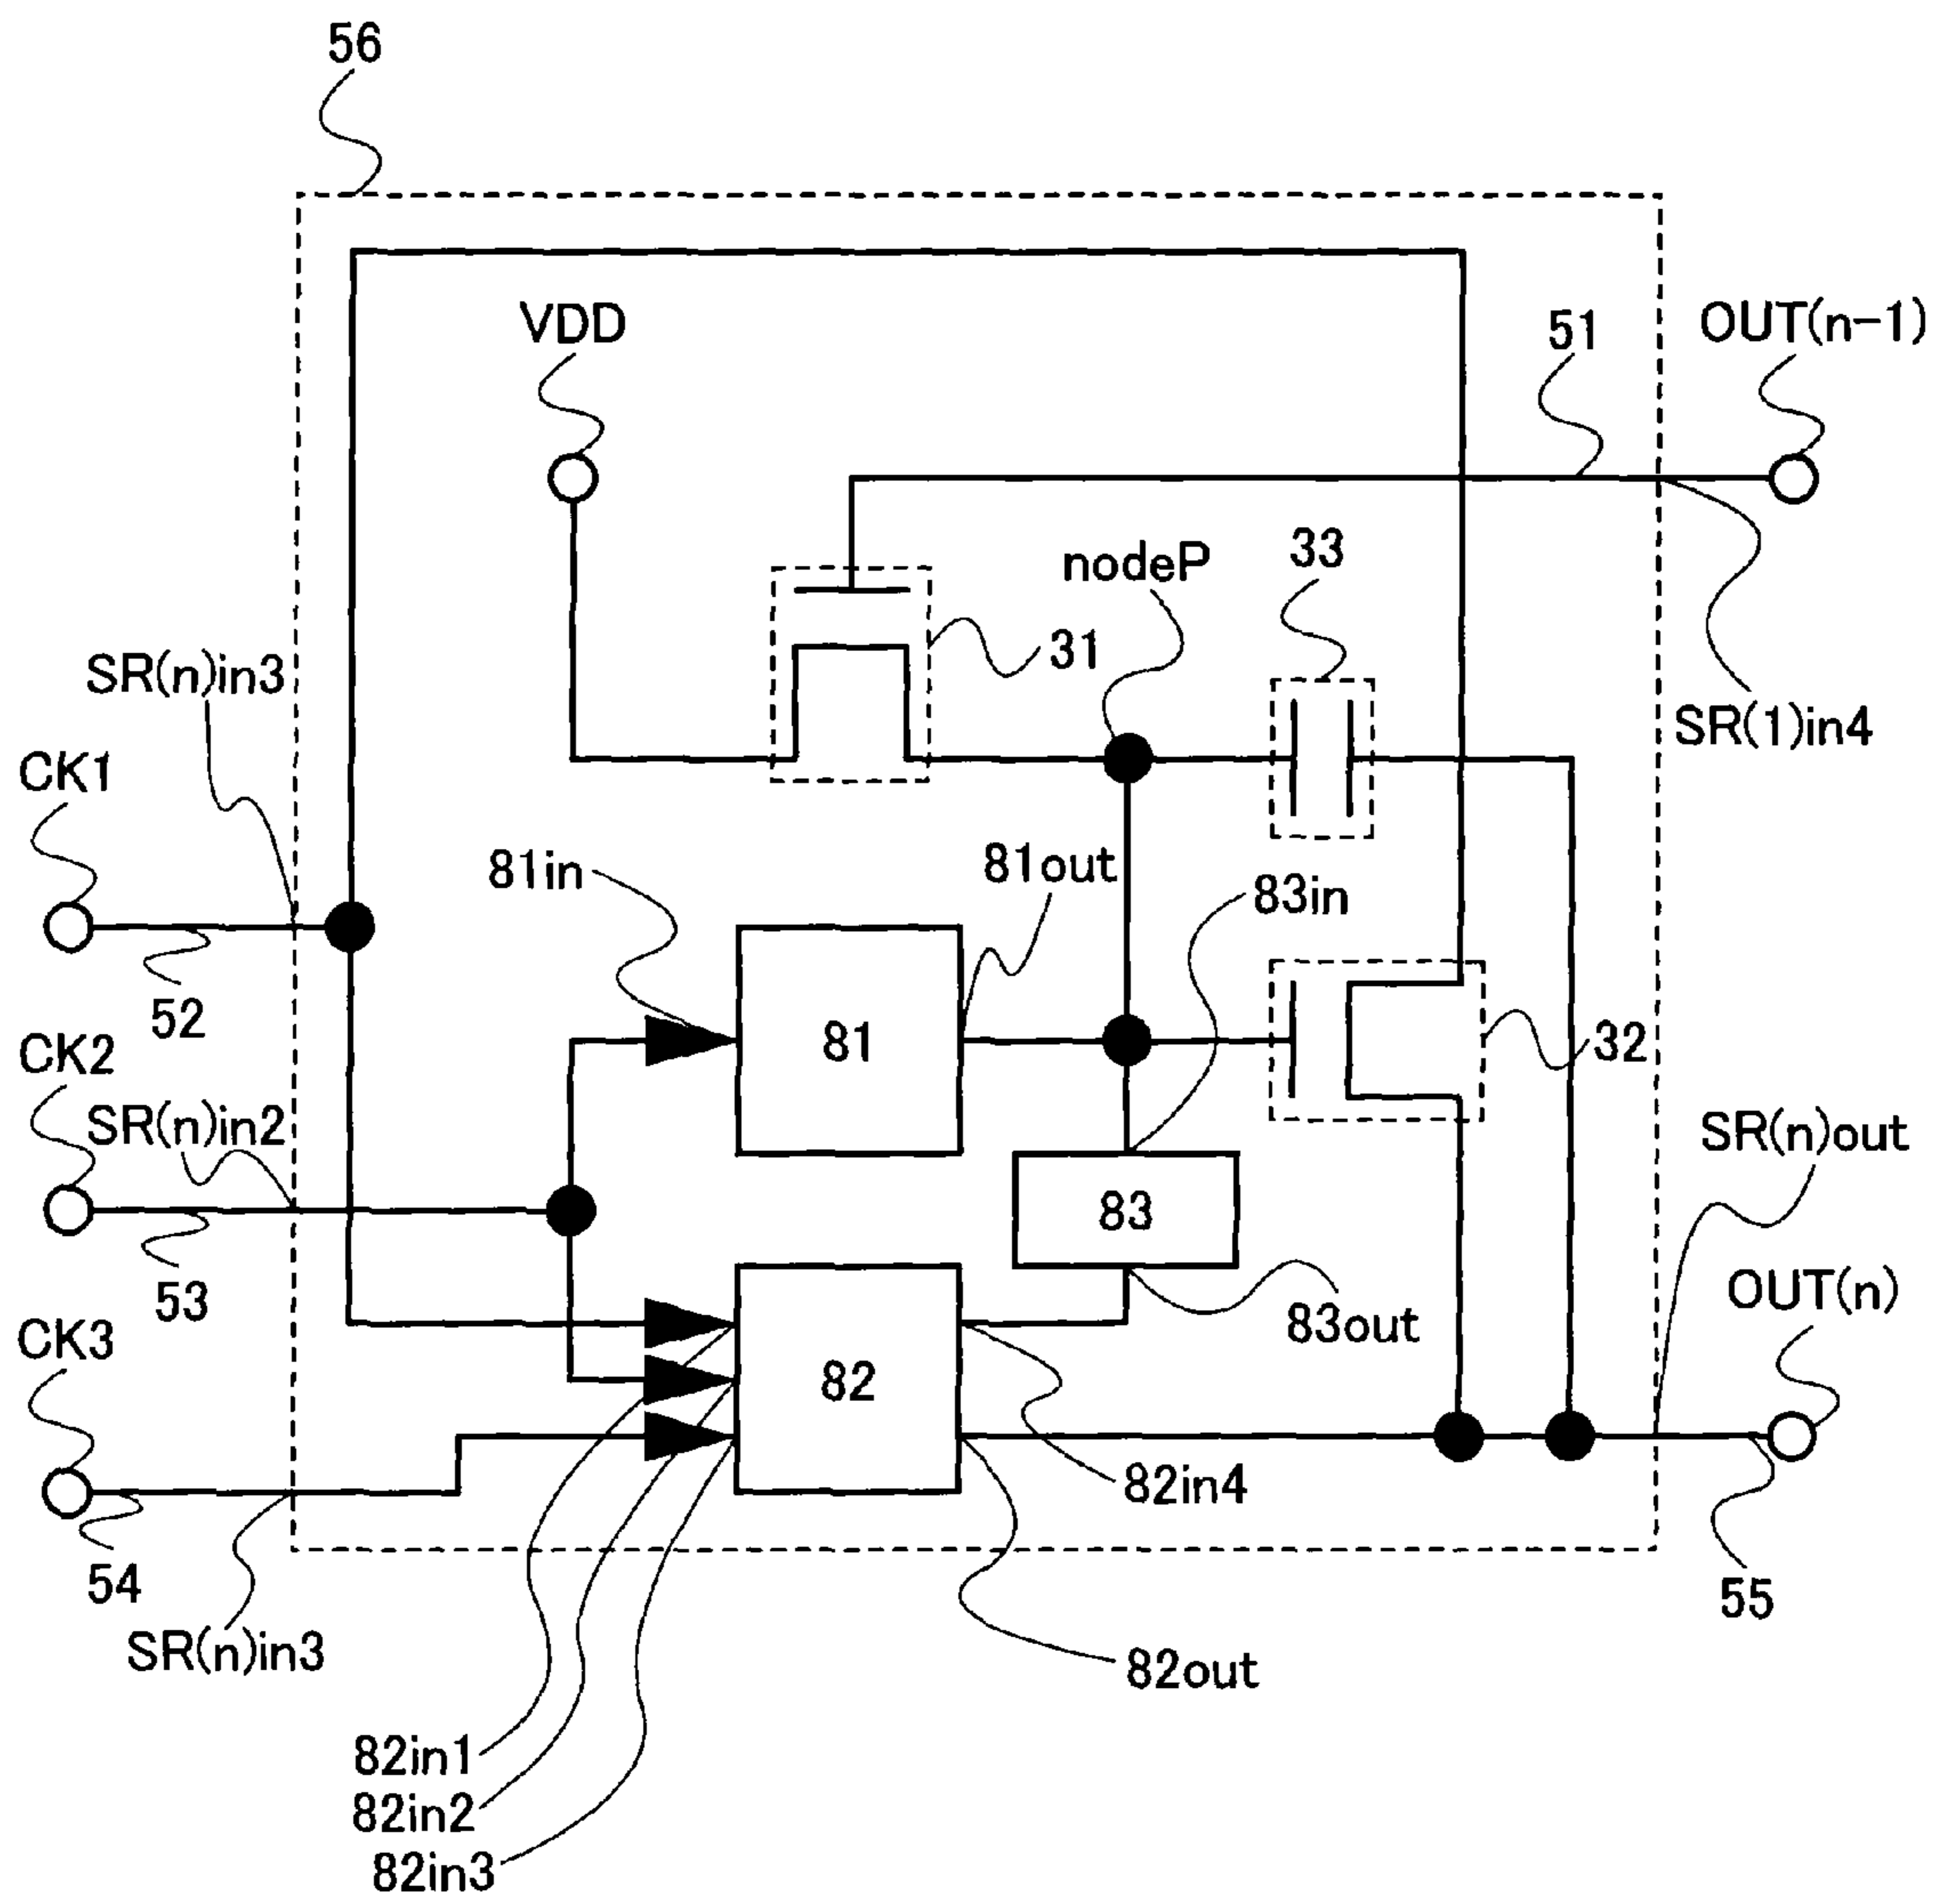 56
VDD
51
OUT(n-1)
33
nodeP
31
SR(n)in3
SR(1)in4
CK1
81in
81out
83in
52
81
32
CK2
SR(n)in2
SR(n)out
83
53
OUT(n)
CK3
83out
82
82in4
54
55
SR(n)in3
82out
82in1
82in2
82in3